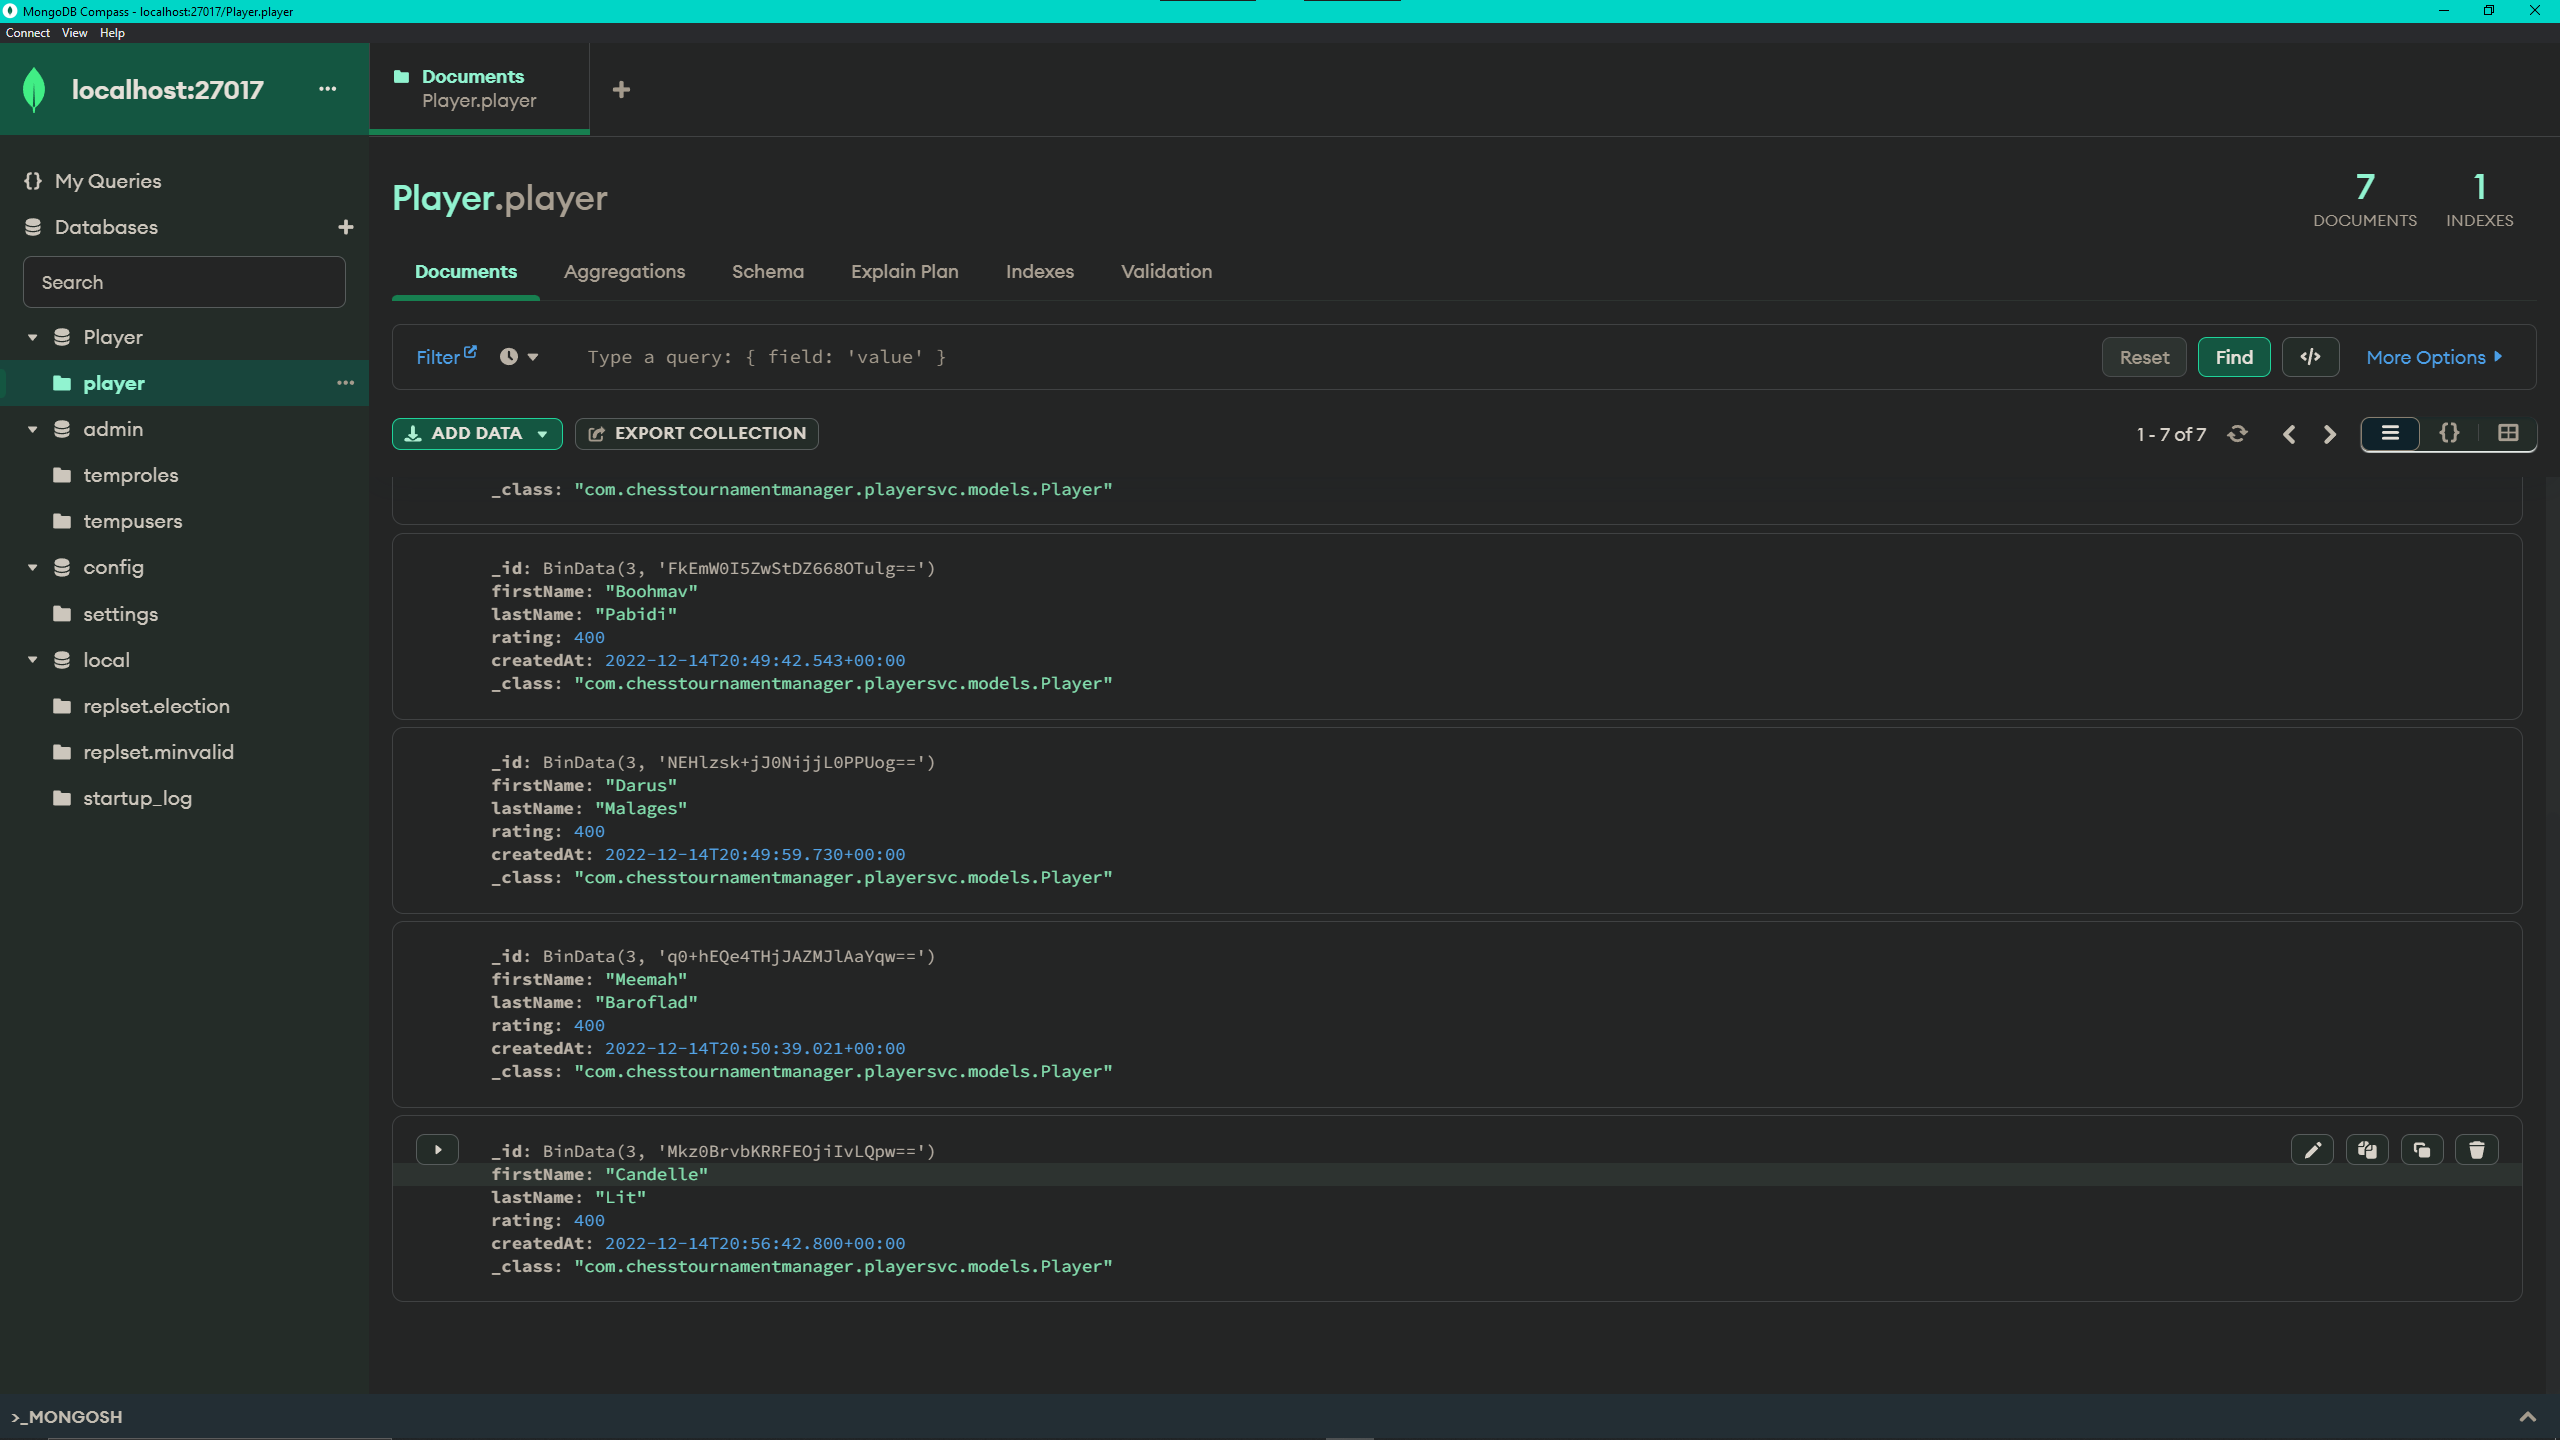 MongoDB Compass - localhost:27017/Player.player
Connect View Help
localhost:27017 ...
Documents
Player.player
My Queries
Databases
Search
Player
player
admin
temproles
tempusers
config
settings
local
replset.election
replset.minvalid
startup_log
Player.player
7
DOCUMENTS
1
INDEXES
Documents Aggregations Schema Explain Plan Indexes Validation
Filter Type a query: { field: 'value' } Reset Find </> More Options
ADD DATA EXPORT COLLECTION 1 - 7 of 7 {}
_class: "com.chesstournamentmanager.playersvc.models.Player"
_id: BinData(3, 'FkEmW0I5ZwStDZ668OTulg==')
firstName: "Boohmav"
lastName: "Pabidi"
rating: 400
createdAt: 2022-12-14T20:49:42.543+00:00
_class: "com.chesstournamentmanager.playersvc.models.Player"
_id: BinData(3, 'NEHlzsk+jJ0NijjL0PPUog==')
firstName: "Darus"
lastName: "Malages"
rating: 400
createdAt: 2022-12-14T20:49:59.730+00:00
_class: "com.chesstournamentmanager.playersvc.models.Player"
_id: BinData(3, 'q0+hEQe4THjJAZMJlAaYqw==')
firstName: "Meemah"
lastName: "Baroflad"
rating: 400
createdAt: 2022-12-14T20:50:39.021+00:00
_class: "com.chesstournamentmanager.playersvc.models.Player"
_id: BinData(3, 'Mkz0BrvbKRRFEOjiIvLQpw==')
firstName: "Candelle"
lastName: "Lit"
rating: 400
createdAt: 2022-12-14T20:56:42.800+00:00
_class: "com.chesstournamentmanager.playersvc.models.Player"
>_MONGOSH